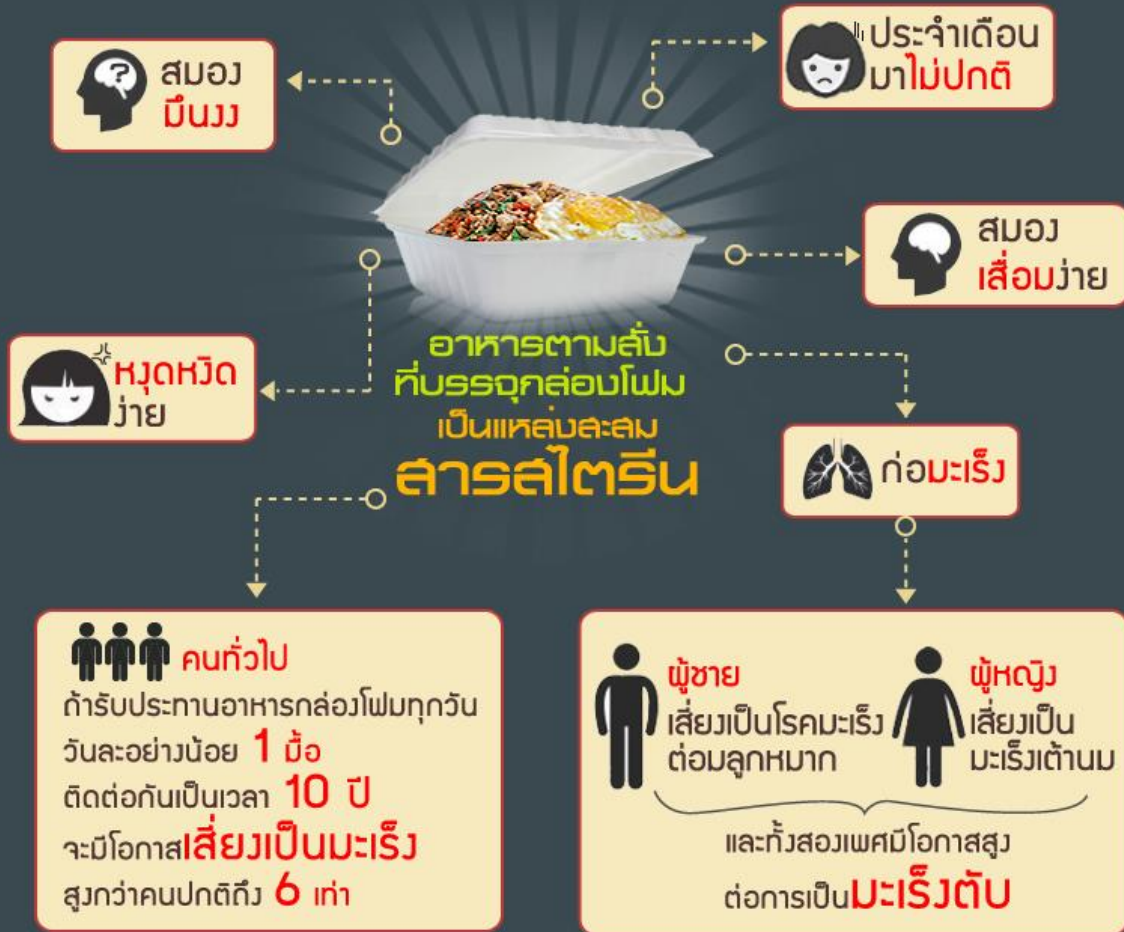 สมอง
มึนงง
ประจำเดือน
มาไม่ปกติ
สมอง
เสื่อมง่าย
หงุดหงิด
ง่าย
อาหารตามสั่ง
ที่บรรจุกล่องโฟม
เป็นแหล่งสะสม
สารสไตรีน
ก่อมะเร็ง
คนทั่วไป
ถ้ารับประทานอาหารกล่องโฟมทุกวัน
วันละอย่างน้อย 1 มื้อ
ติดต่อกันเป็นเวลา 10 ปี
จะมีโอกาสเสี่ยงเป็นมะเร็ง
สูงกว่าคนปกติถึง 6 เท่า
ผู้ชาย
เสี่ยงเป็นโรคมะเร็ง
ต่อมลูกหมาก
ผู้หญิง
เสี่ยงเป็น
มะเร็งเต้านม
และทั้งสองเพศมีโอกาสสูง
ต่อการเป็นมะเร็งตับ
?